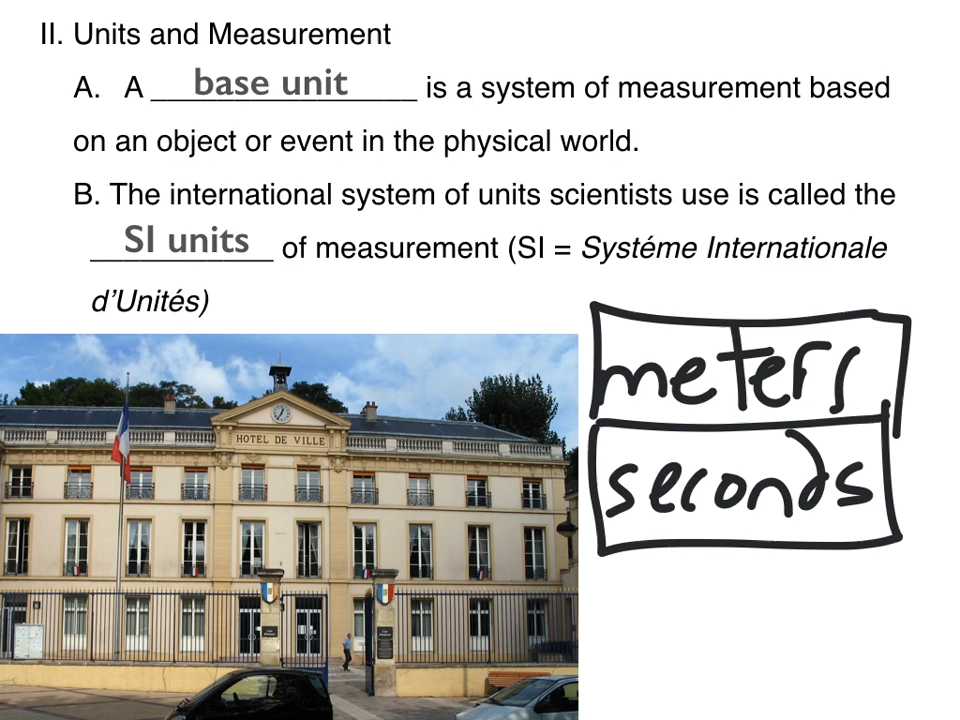 II. Units and Measurement
A. A base unit is a system of measurement based
on an object or event in the physical world.
B. The international system of units scientists use is called the
SI units of measurement (SI = Systéme Internationale
d’Unités)
meters
seconds
HOTEL DE VILLE